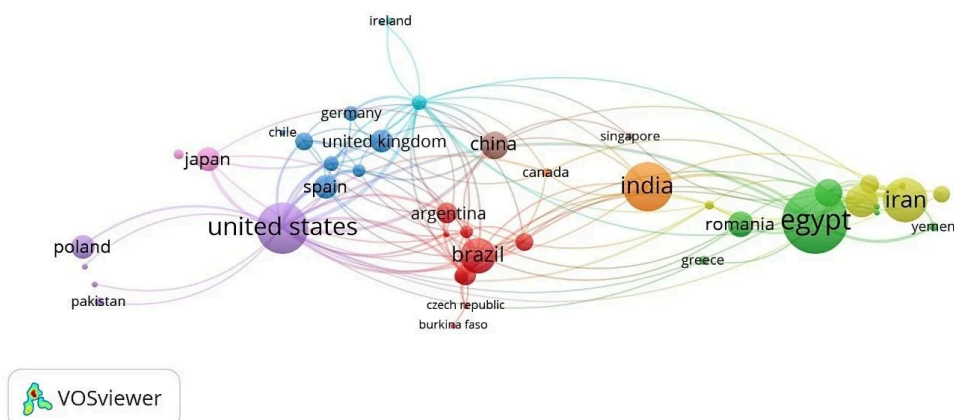 ireland
germany
chile
united kingdom
china
singapore
japan
canada
spain
india
argentina
iran
united states
egypt
romania
yemen
poland
brazil
greece
pakistan
czech republic
burkina faso
VOSviewer